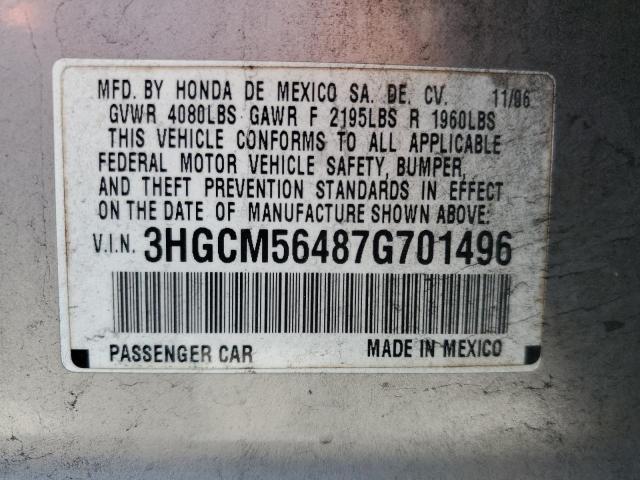 MFD. BY HONDA DE MEXICO SA. DE. CV. 11/06
GVWR 4080LBS GAWR F 2195LBS R 1960LBS
THIS VEHICLE CONFORMS TO ALL APPLICABLE
FEDERAL MOTOR VEHICLE SAFETY, BUMPER,
AND THEFT PREVENTION STANDARDS IN EFFECT
ON THE DATE OF MANUFACTURE SHOWN ABOVE:
V.I.N. 3HGCM56487G701496
PASSENGER CAR MADE IN MEXICO